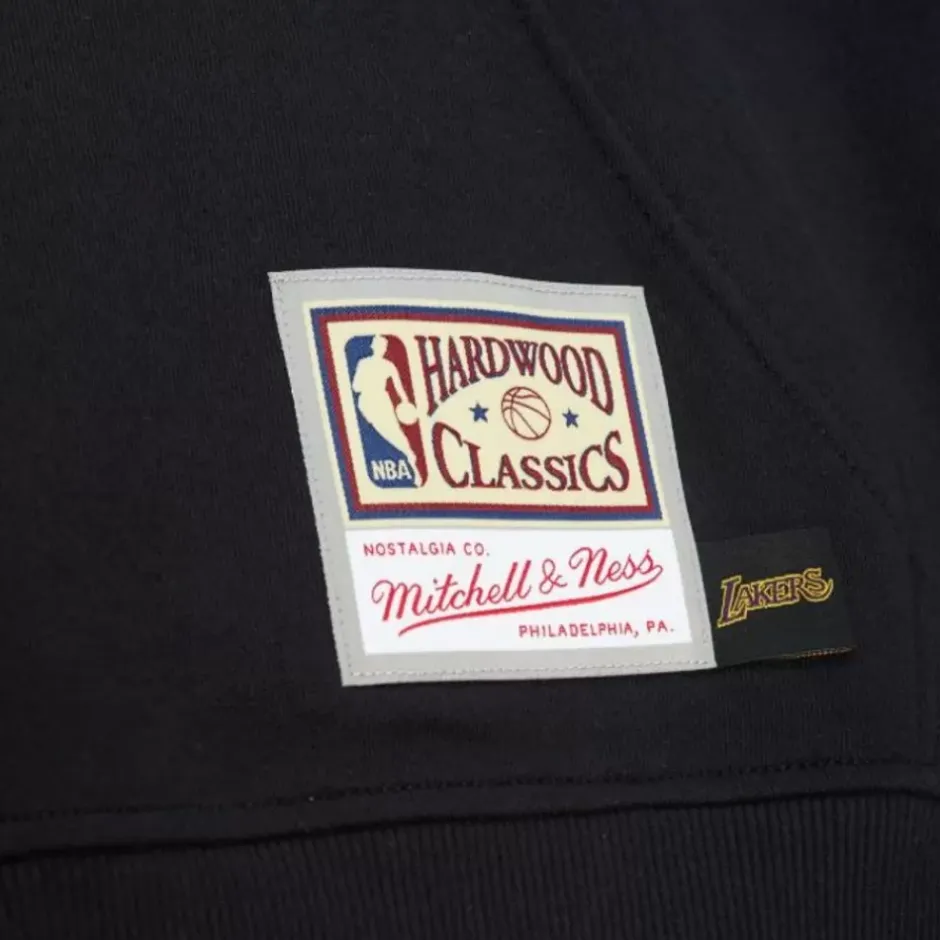 HARDWOOD
CLASSICS
NBA
NOSTALGIA CO.
Mitchell & Ness
PHILADELPHIA, PA.
LAKERS